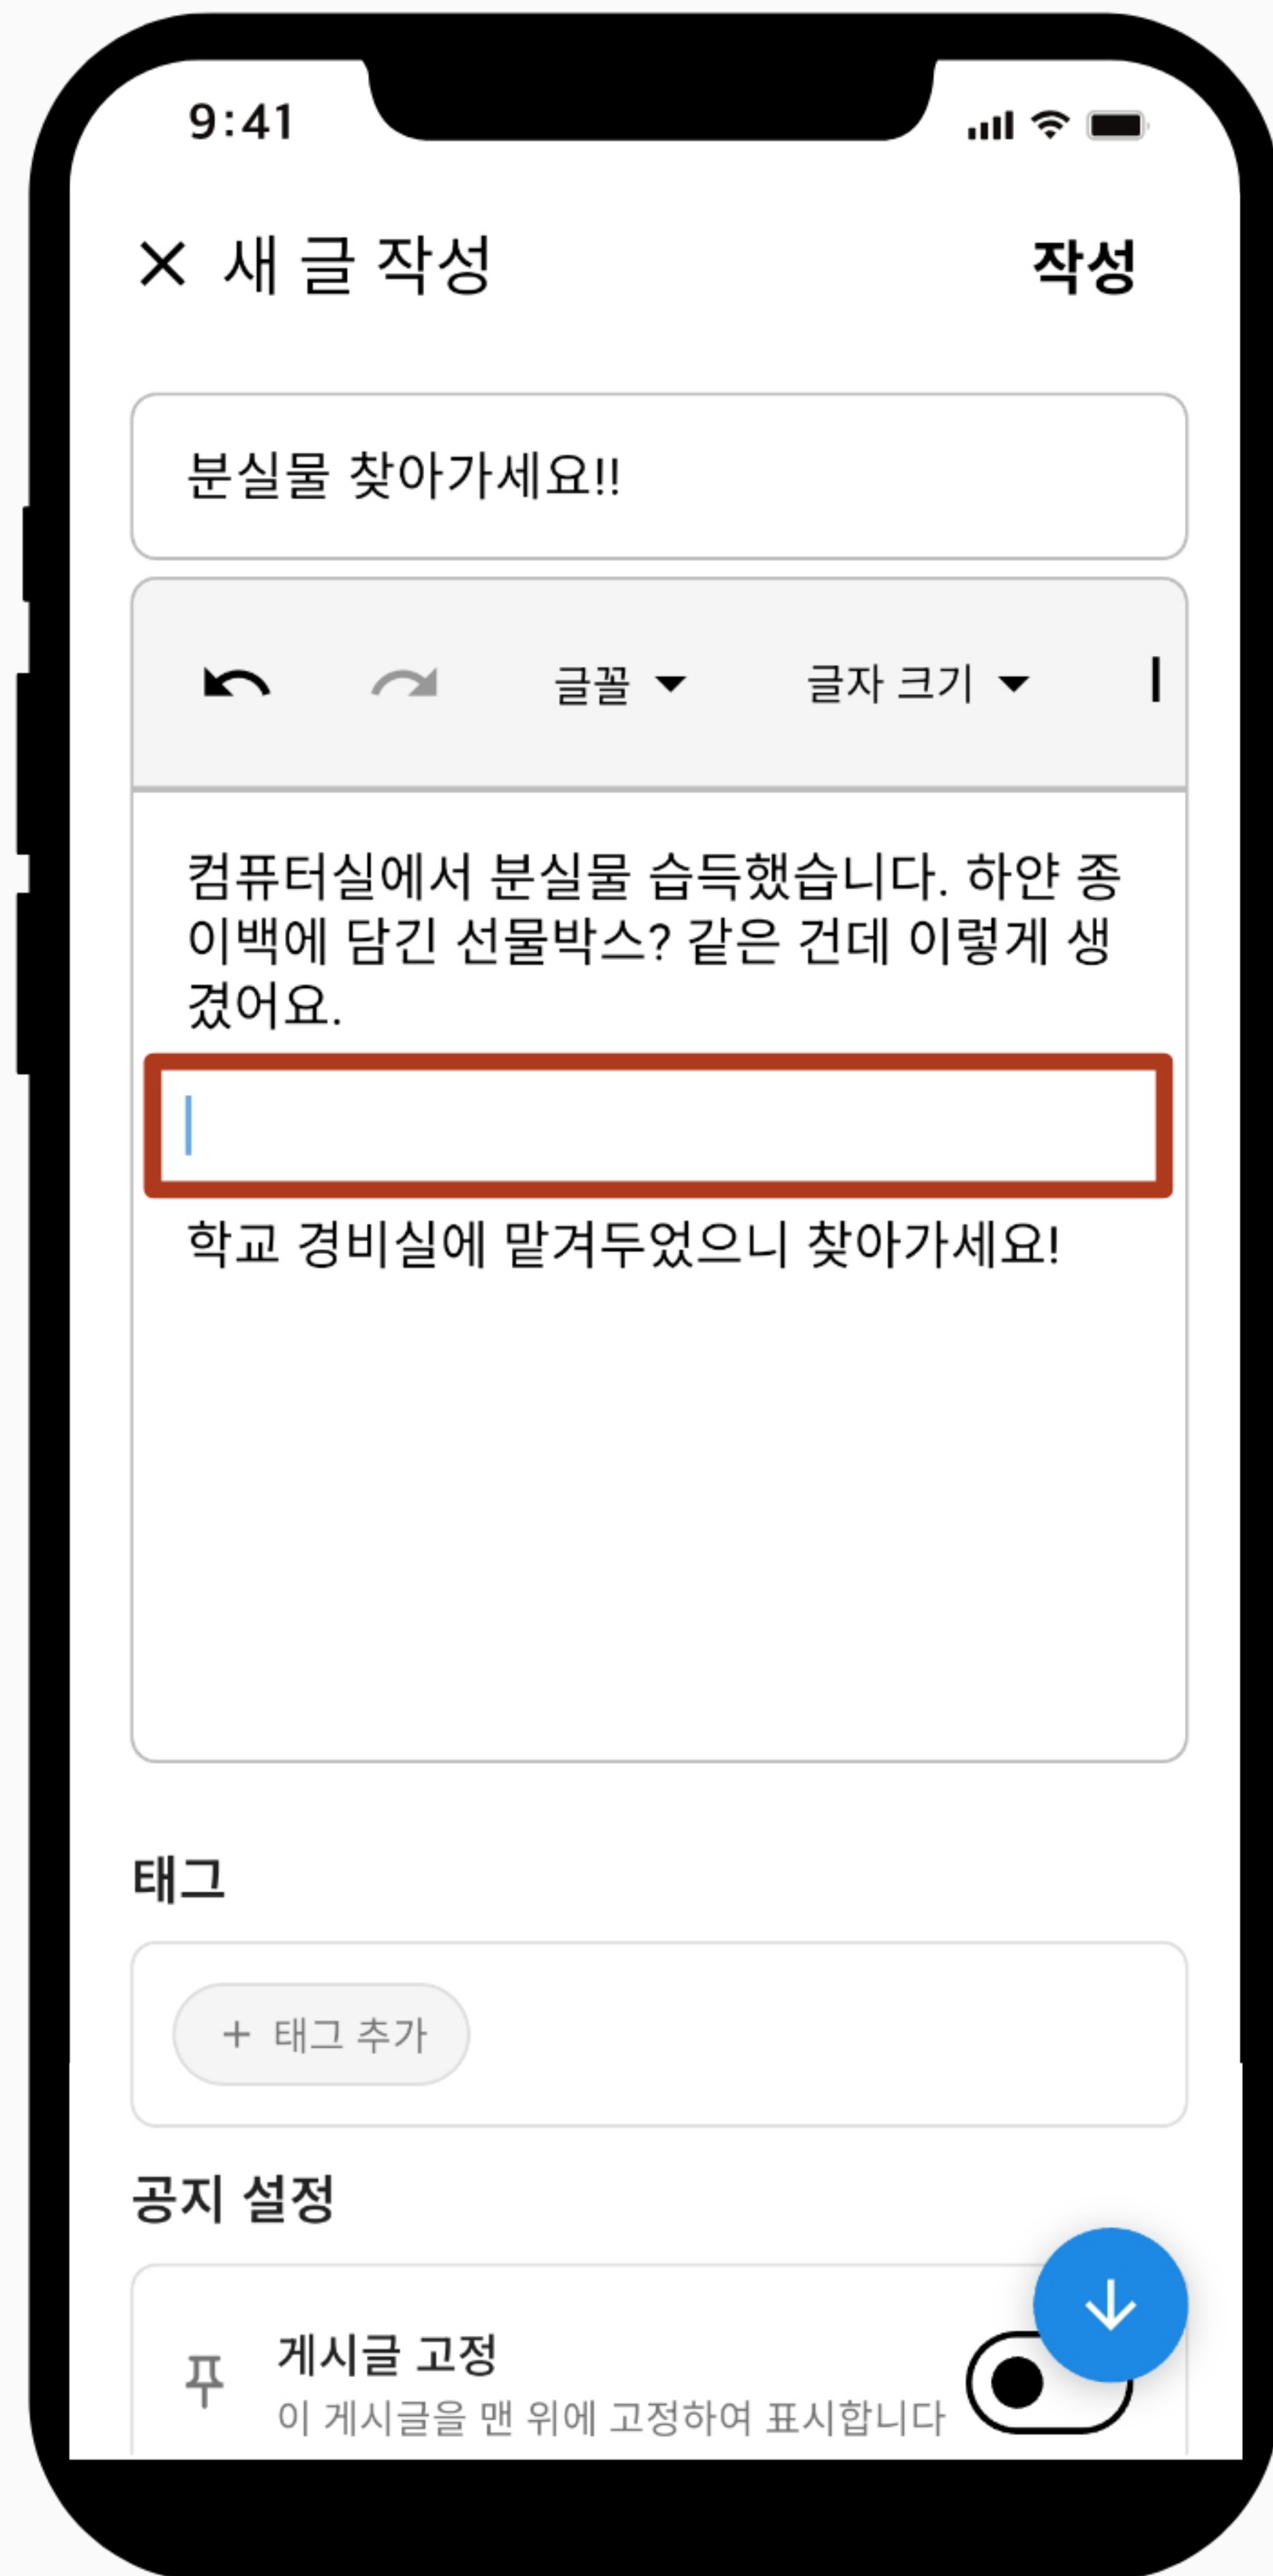 9:41
새 글 작성
작성
분실물 찾아가세요!!
글꼴
글자 크기
컴퓨터실에서 분실물 습득했습니다. 하얀 종
이백에 담긴 선물박스? 같은 건데 이렇게 생
겼어요.
학교 경비실에 맡겨두었으니 찾아가세요!
태그
+ 태그 추가
공지 설정
게시글 고정
이 게시글을 맨 위에 고정하여 표시합니다